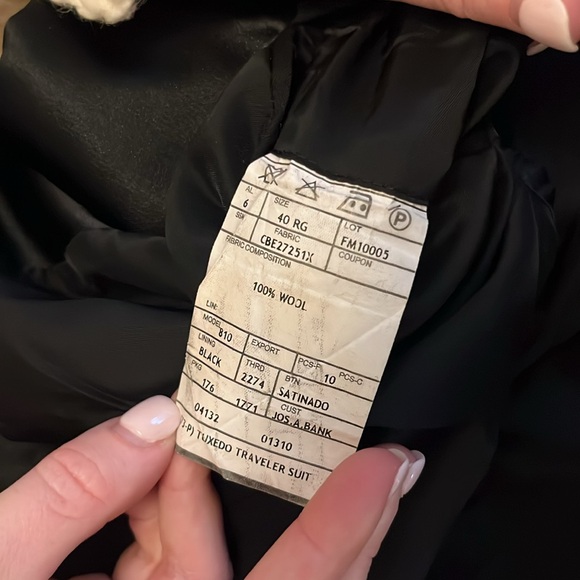 AL SIZE LOT
6 40 RG FM10005
FABRIC COUPON
CBE27251X
FABRIC COMPOSITION
100% WOOL
LIN:
MODEL EXPORT PCS-P PCS-C
810 10
LINING THRD BTN
BLACK 2274 SATINADO
PKG CUST
176 1771 JOS.A.BANK
04132 01310
-P) TUXEDO TRAVELER SUIT
P